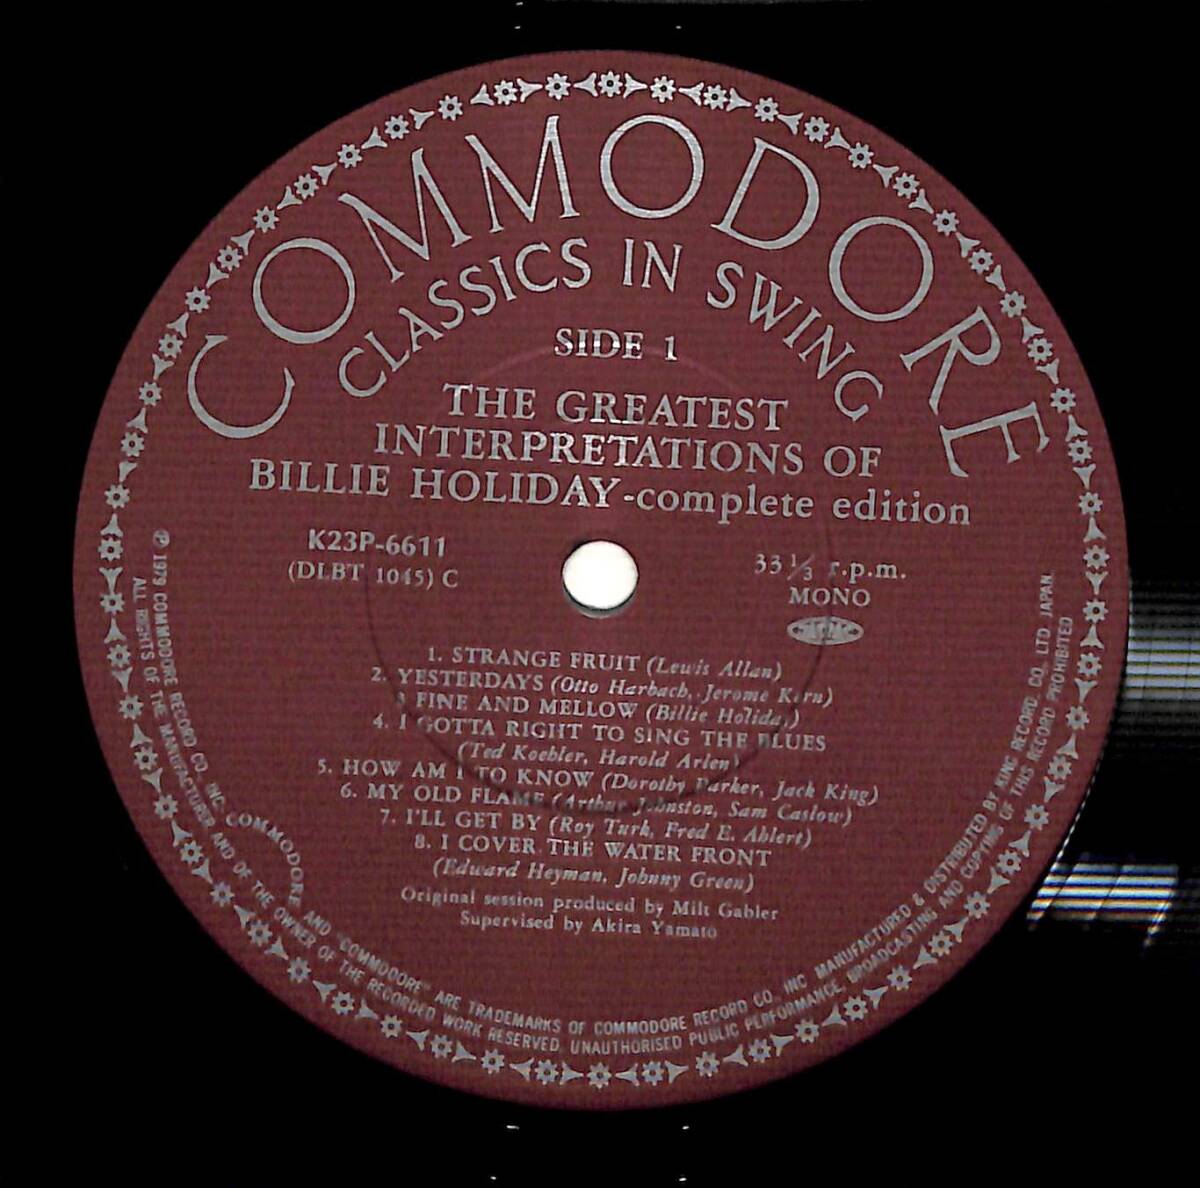 COMMODORE
CLASSICS IN SWING
SIDE 1
THE GREATEST
INTERPRETATIONS OF
BILLIE HOLIDAY-complete edition
K23P-6611
(DLBT 1045) C
33 1/3 r.p.m.
MONO
1. STRANGE FRUIT (Lewis Allan)
2. YESTERDAYS (Otto Harbach, Jerome Kern)
3 FINE AND MELLOW (Billie Holiday)
4. I GOTTA RIGHT TO SING THE BLUES
(Ted Koehler, Harold Arlen)
5. HOW AM I TO KNOW (Dorothy Parker, Jack King)
6. MY OLD FLAME (Arthur Johnston, Sam Caslow)
7. I'LL GET BY (Roy Turk, Fred E. Ahlert)
8. I COVER THE WATER FRONT
(Edward Heyman, Johnny Green)
Original session produced by Milt Gabler
Supervised by Akira Yamato
℗ 1979 COMMODORE RECORD CO., INC. COMMODORE AND "COMMODORE" ARE TRADEMARKS OF COMMODORE RECORD CO., INC. MANUFACTURED & DISTRIBUTED BY KING RECORD CO., LTD. JAPAN.
ALL RIGHTS OF THE MANUFACTURER AND OF THE OWNER OF THE RECORDED WORK RESERVED. UNAUTHORISED PUBLIC PERFORMANCE, BROADCASTING AND COPYING OF THIS RECORD PROHIBITED